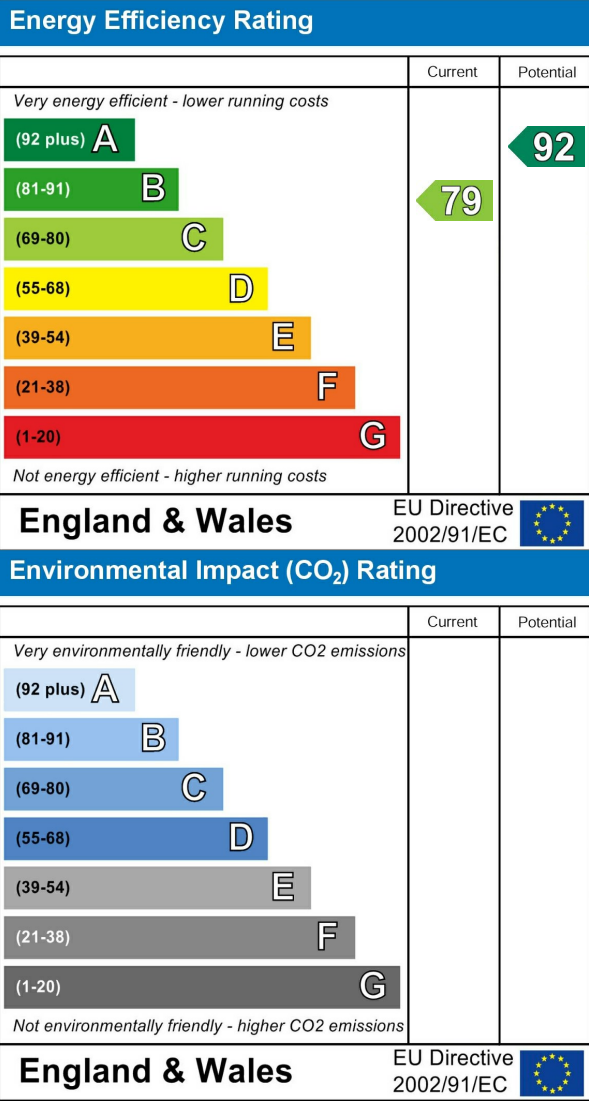 Energy Efficiency Rating
Current Potential
Very energy efficient - lower running costs
(92 plus) A
92
(81-91) B
79
(69-80) C
(55-68) D
(39-54) E
(21-38) F
(1-20) G
Not energy efficient - higher running costs
England & Wales
EU Directive
2002/91/EC
Environmental Impact (CO₂) Rating
Current Potential
Very environmentally friendly - lower CO2 emissions
(92 plus) A
(81-91) B
(69-80) C
(55-68) D
(39-54) E
(21-38) F
(1-20) G
Not environmentally friendly - higher CO2 emissions
England & Wales
EU Directive
2002/91/EC